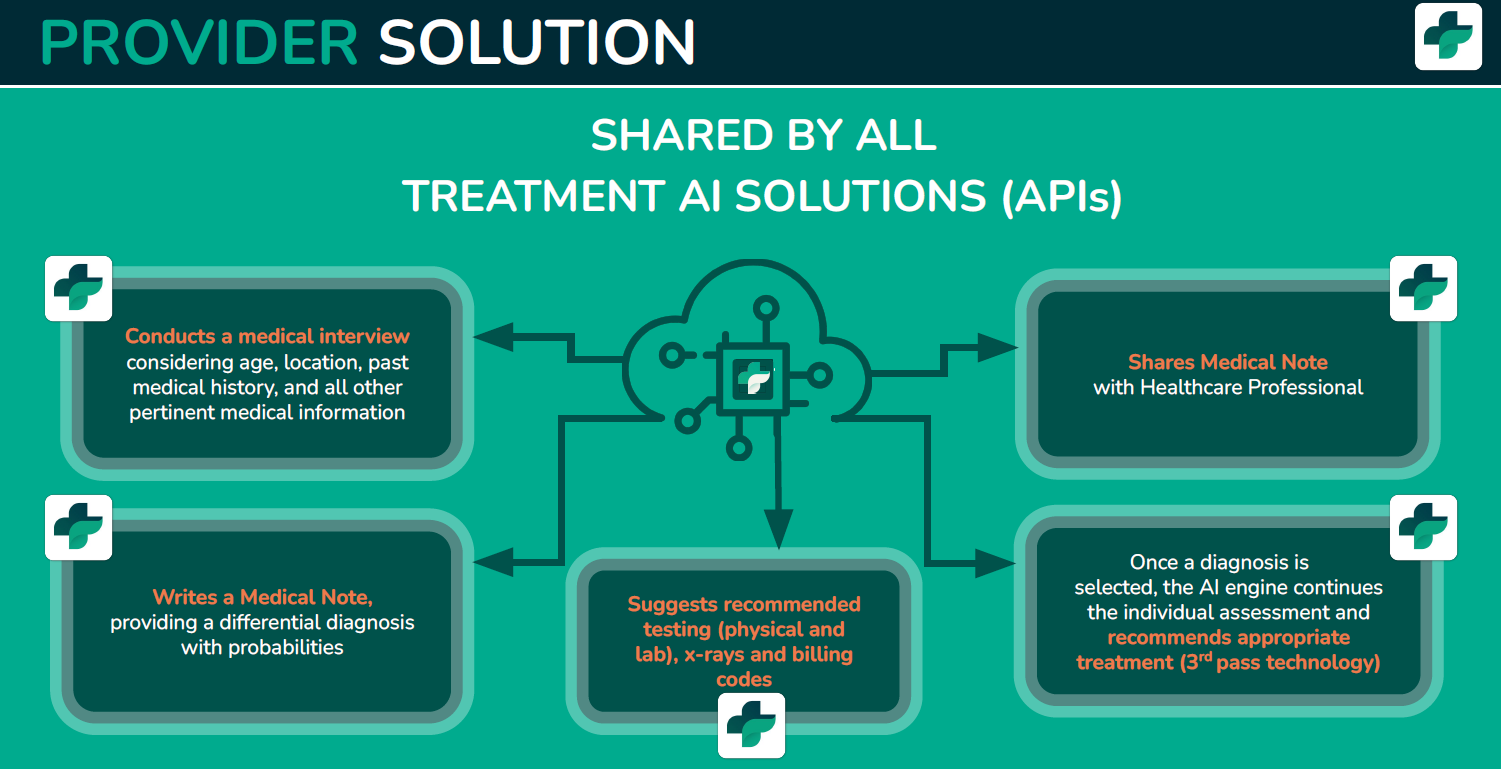 PROVIDER SOLUTION
SHARED BY ALL
TREATMENT AI SOLUTIONS (APIs)
Conducts a medical interview
considering age, location, past
medical history, and all other
pertinent medical information
Shares Medical Note
with Healthcare Professional
Writes a Medical Note,
providing a differential diagnosis
with probabilities
Suggests recommended
testing (physical and
lab), x-rays and billing
codes
Once a diagnosis is
selected, the AI engine continues
the individual assessment and
recommends appropriate
treatment (3rd pass technology)